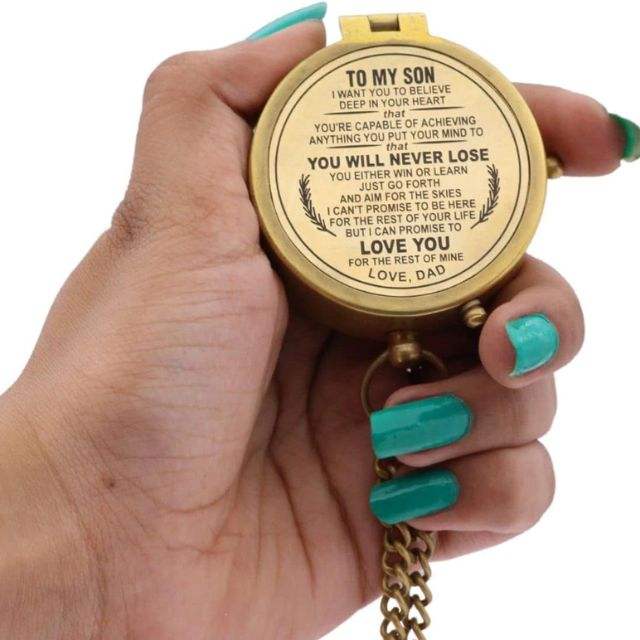 TO MY SON
I WANT YOU TO BELIEVE
DEEP IN YOUR HEART
that
YOU'RE CAPABLE OF ACHIEVING
ANYTHING YOU PUT YOUR MIND TO
that
YOU WILL NEVER LOSE
YOU EITHER WIN OR LEARN
JUST GO FORTH
AND AIM FOR THE SKIES
I CAN'T PROMISE TO BE HERE
FOR THE REST OF YOUR LIFE
BUT I CAN PROMISE TO
LOVE YOU
FOR THE REST OF MINE
LOVE, DAD